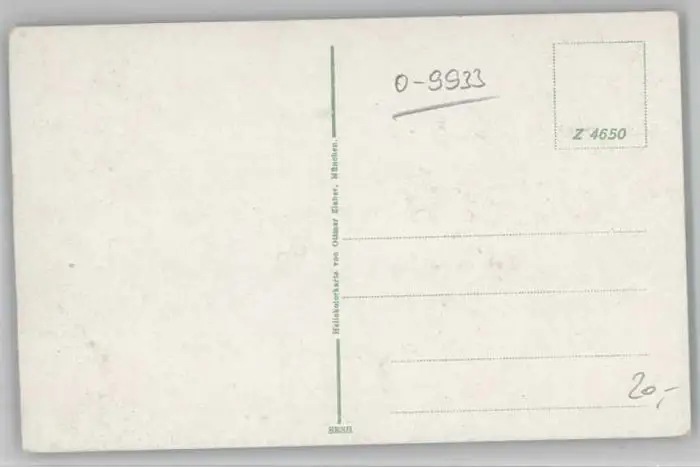 0-9933
Z 4650
Heliokolorkarte von Ottmar Zieher, München.
20,-